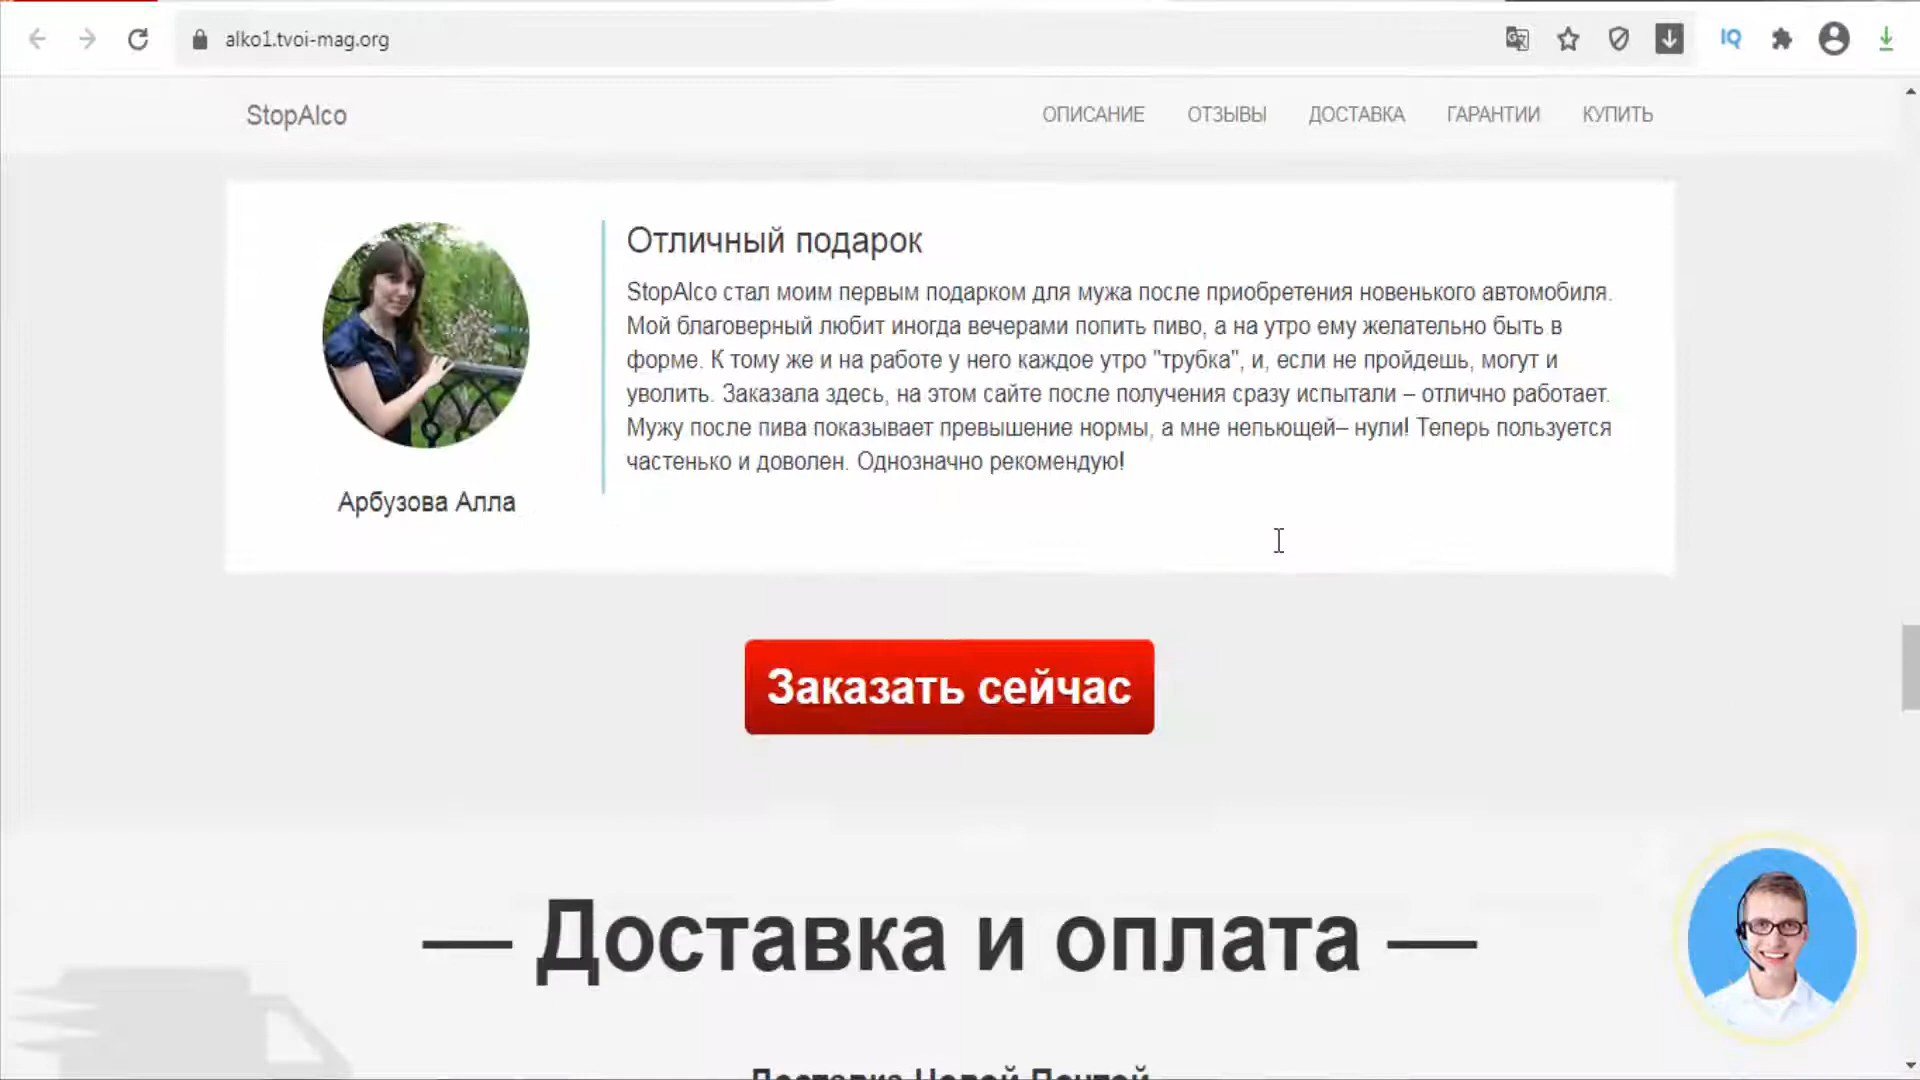 alko1.tvoi-mag.org
IQ
StopAlco
ОПИСАНИЕ ОТЗЫВЫ ДОСТАВКА ГАРАНТИИ КУПИТЬ
Отличный подарок
StopAlco стал моим первым подарком для мужа после приобретения новенького автомобиля.
Мой благоверный любит иногда вечерами попить пиво, а на утро ему желательно быть в
форме. К тому же и на работе у него каждое утро "трубка", и, если не пройдешь, могут и
уволить. Заказала здесь, на этом сайте после получения сразу испытали – отлично работает.
Мужу после пива показывает превышение нормы, а мне непьющей– нули! Теперь пользуется
частенько и доволен. Однозначно рекомендую!
Арбузова Алла
Заказать сейчас
— Доставка и оплата —
Доставка Новой Почтой